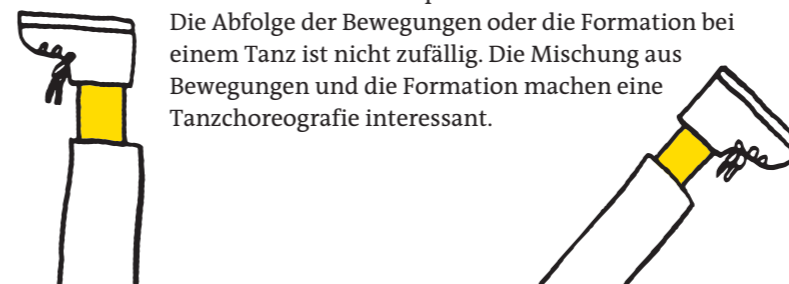 Die Abfolge der Bewegungen oder die Formation bei
einem Tanz ist nicht zufällig. Die Mischung aus
Bewegungen und die Formation machen eine
Tanzchoreografie interessant.